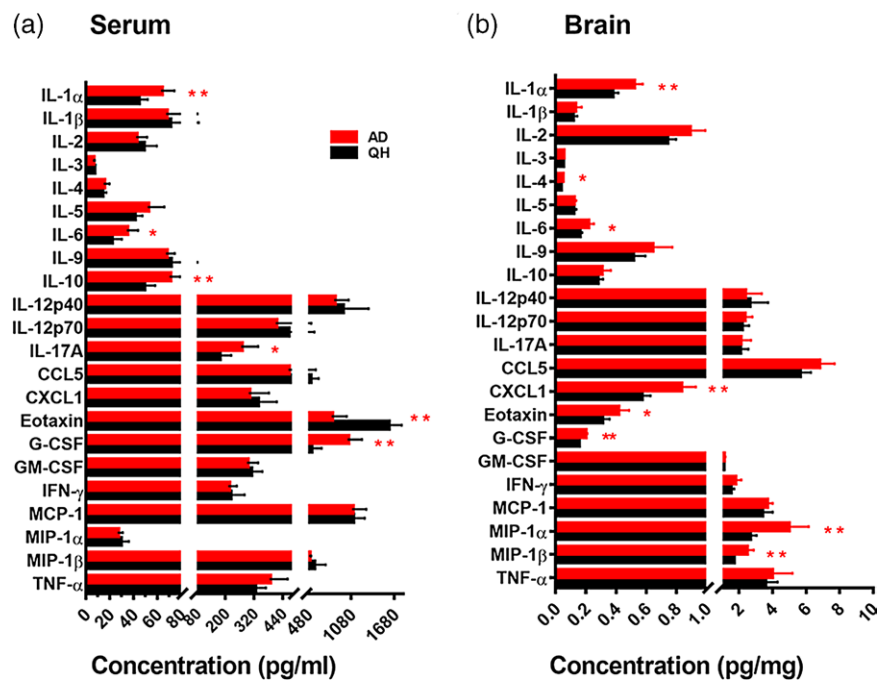 (a) Serum
IL-1α **
IL-1β
IL-2
IL-3
IL-4
IL-5
IL-6 *
IL-9
IL-10 **
IL-12p40
IL-12p70
IL-17A *
CCL5
CXCL1
Eotaxin **
G-CSF **
GM-CSF
IFN-γ
MCP-1
MIP-1α
MIP-1β
TNF-α
AD
QH
0 20 40 60 80 200 320 440 480 1080 1680
Concentration (pg/ml)
(b) Brain
IL-1α **
IL-1β
IL-2
IL-3
IL-4 *
IL-5
IL-6 *
IL-9
IL-10
IL-12p40
IL-12p70
IL-17A
CCL5
CXCL1 **
Eotaxin *
G-CSF **
GM-CSF
IFN-γ
MCP-1
MIP-1α **
MIP-1β **
TNF-α
0.0 0.2 0.4 0.6 0.8 1.0 2 4 6 8 10
Concentration (pg/mg)